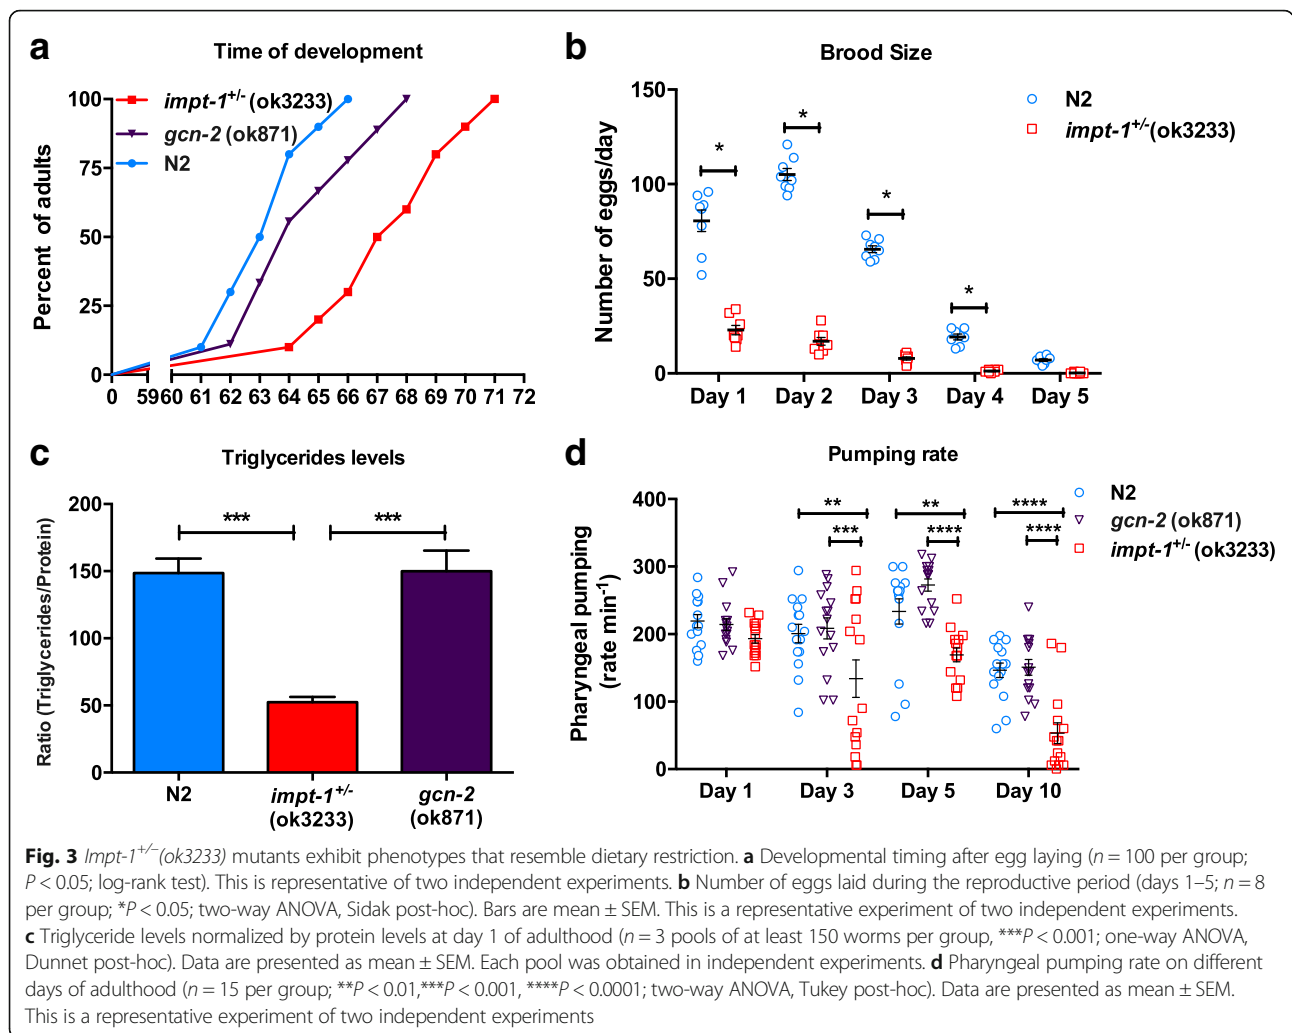 a
Time of development
Percent of adults
100
75
50
25
0
impt-1+/- (ok3233)
gcn-2 (ok871)
N2
0 59 60 61 62 63 64 65 66 67 68 69 70 71 72
b
Brood Size
Number of eggs/day
150
100
50
0
* * * *
N2
impt-1+/-(ok3233)
Day 1 Day 2 Day 3 Day 4 Day 5
c
Triglycerides levels
Ratio (Triglycerides/Protein)
200
150
100
50
0
*** ***
N2 impt-1+/- gcn-2
(ok3233) (ok871)
d
Pumping rate
Pharyngeal pumping
(rate min-1)
400
300
200
100
0
** ** ****
*** **** ****
N2
gcn-2 (ok871)
impt-1+/- (ok3233)
Day 1 Day 3 Day 5 Day 10
Fig. 3 Impt-1+/−(ok3233) mutants exhibit phenotypes that resemble dietary restriction. a Developmental timing after egg laying (n = 100 per group;
P < 0.05; log-rank test). This is representative of two independent experiments. b Number of eggs laid during the reproductive period (days 1–5; n = 8
per group; *P < 0.05; two-way ANOVA, Sidak post-hoc). Bars are mean ± SEM. This is a representative experiment of two independent experiments.
c Triglyceride levels normalized by protein levels at day 1 of adulthood (n = 3 pools of at least 150 worms per group, ***P < 0.001; one-way ANOVA,
Dunnet post-hoc). Data are presented as mean ± SEM. Each pool was obtained in independent experiments. d Pharyngeal pumping rate on different
days of adulthood (n = 15 per group; **P < 0.01,***P < 0.001, ****P < 0.0001; two-way ANOVA, Tukey post-hoc). Data are presented as mean ± SEM.
This is a representative experiment of two independent experiments